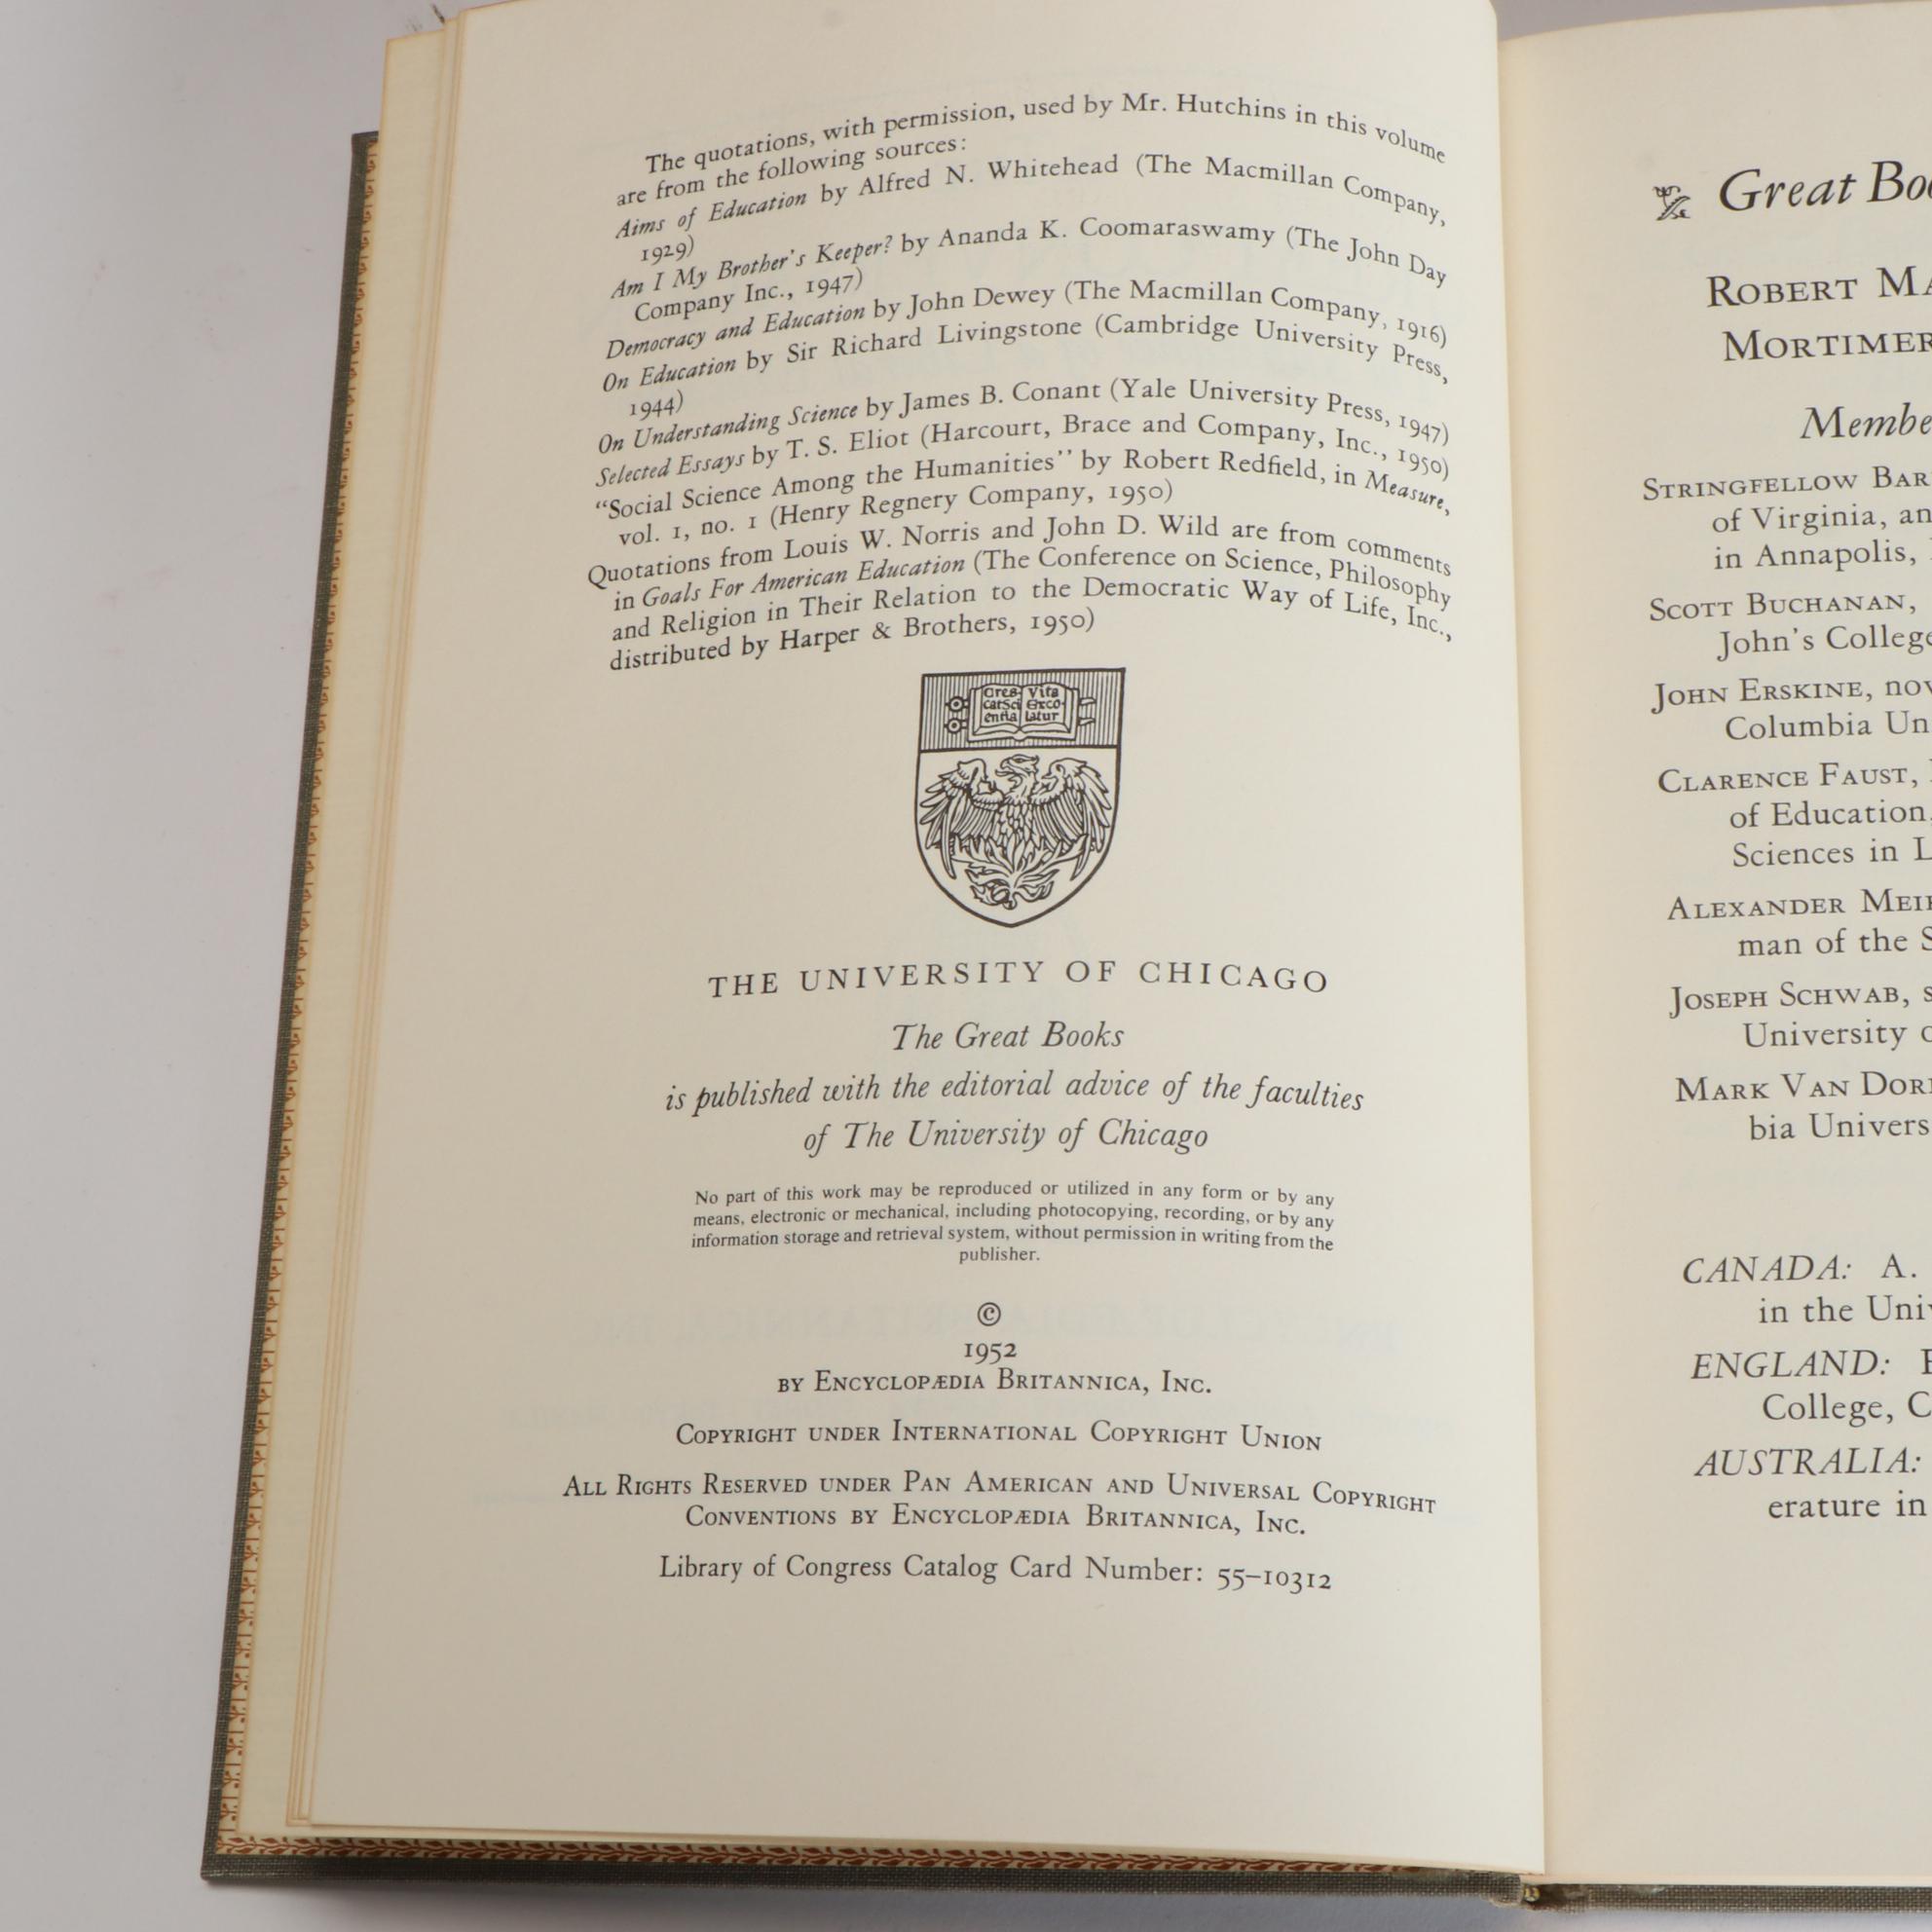 The quotations, with permission, used by Mr. Hutchins in this volume
are from the following sources:
Aims of Education by Alfred N. Whitehead (The Macmillan Company,
1929)
Am I My Brother's Keeper? by Ananda K. Coomaraswamy (The John Day
Company Inc., 1947)
Democracy and Education by John Dewey (The Macmillan Company, 1916)
On Education by Sir Richard Livingstone (Cambridge University Press,
1944)
On Understanding Science by James B. Conant (Yale University Press, 1947)
Selected Essays by T. S. Eliot (Harcourt, Brace and Company, Inc., 1950)
"Social Science Among the Humanities" by Robert Redfield, in Measure,
vol. 1, no. 1 (Henry Regnery Company, 1950)
Quotations from Louis W. Norris and John D. Wild are from comments
in Goals For American Education (The Conference on Science, Philosophy
and Religion in Their Relation to the Democratic Way of Life, Inc.,
distributed by Harper & Brothers, 1950)
Cres Vita
cat Sci Exco
entia latur
THE UNIVERSITY OF CHICAGO
The Great Books
is published with the editorial advice of the faculties
of The University of Chicago
No part of this work may be reproduced or utilized in any form or by any
means, electronic or mechanical, including photocopying, recording, or by any
information storage and retrieval system, without permission in writing from the
publisher.
©
1952
BY ENCYCLOPÆDIA BRITANNICA, INC.
COPYRIGHT UNDER INTERNATIONAL COPYRIGHT UNION
ALL RIGHTS RESERVED UNDER PAN AMERICAN AND UNIVERSAL COPYRIGHT
CONVENTIONS BY ENCYCLOPÆDIA BRITANNICA, INC.
Library of Congress Catalog Card Number: 55-10312
Great Boo
ROBERT MA
MORTIMER
Membe
STRINGFELLOW BAR
of Virginia, an
in Annapolis,
SCOTT BUCHANAN,
John's College
JOHN ERSKINE, nov
Columbia Un
CLARENCE FAUST,
of Education,
Sciences in L
ALEXANDER MEIK
man of the S
JOSEPH SCHWAB, s
University o
MARK VAN DORE
bia Univers
CANADA: A.
in the Univ
ENGLAND:
College, C
AUSTRALIA:
erature in